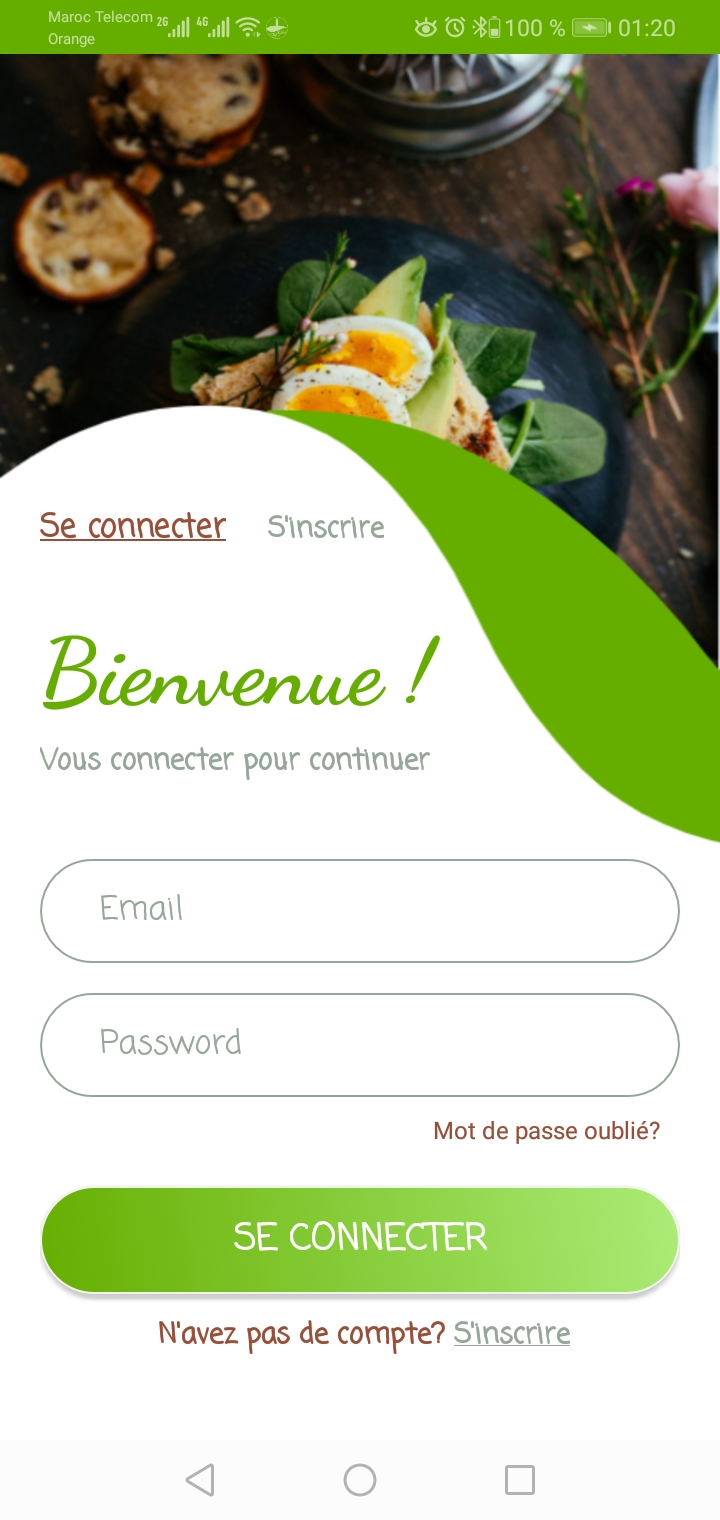 Maroc Telecom 2G 4G 100 % 01:20
Orange
Se connecter S'inscrire
Bienvenue !
Vous connecter pour continuer
Email
Password
Mot de passe oublié?
SE CONNECTER
N'avez pas de compte? S'inscrire